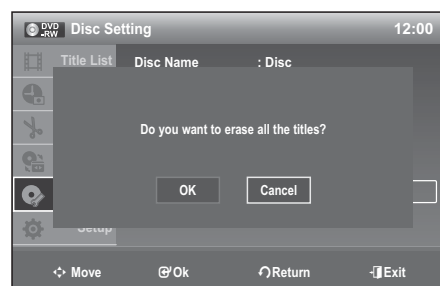 DVD -RW Disc Setting 12:00
Title List Disc Name : Disc
Do you want to erase all the titles?
OK Cancel
Setup
Move Ok Return Exit